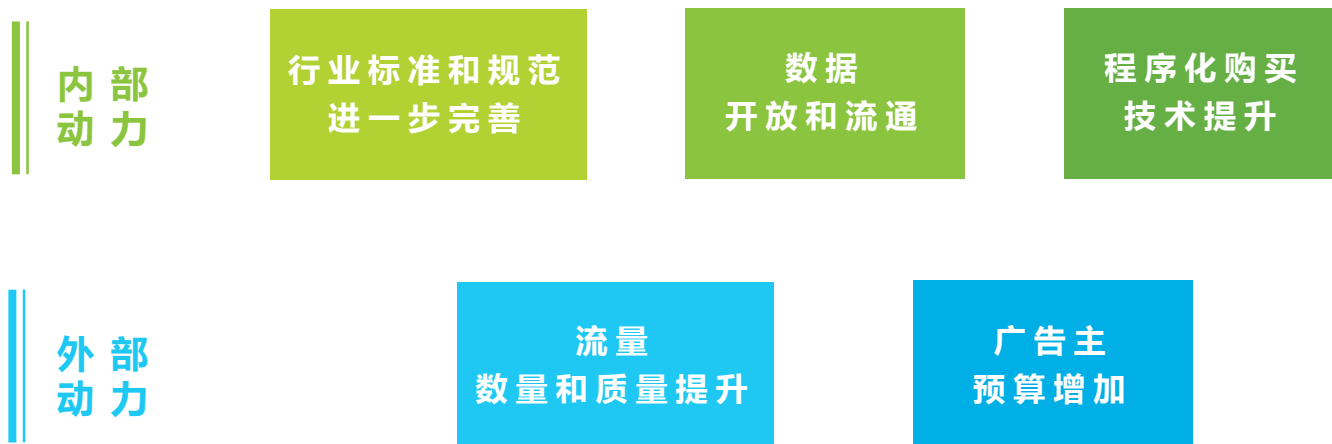 内部
动力
行业标准和规范
进一步完善
数据
开放和流通
程序化购买
技术提升
外部
动力
流量
数量和质量提升
广告主
预算增加